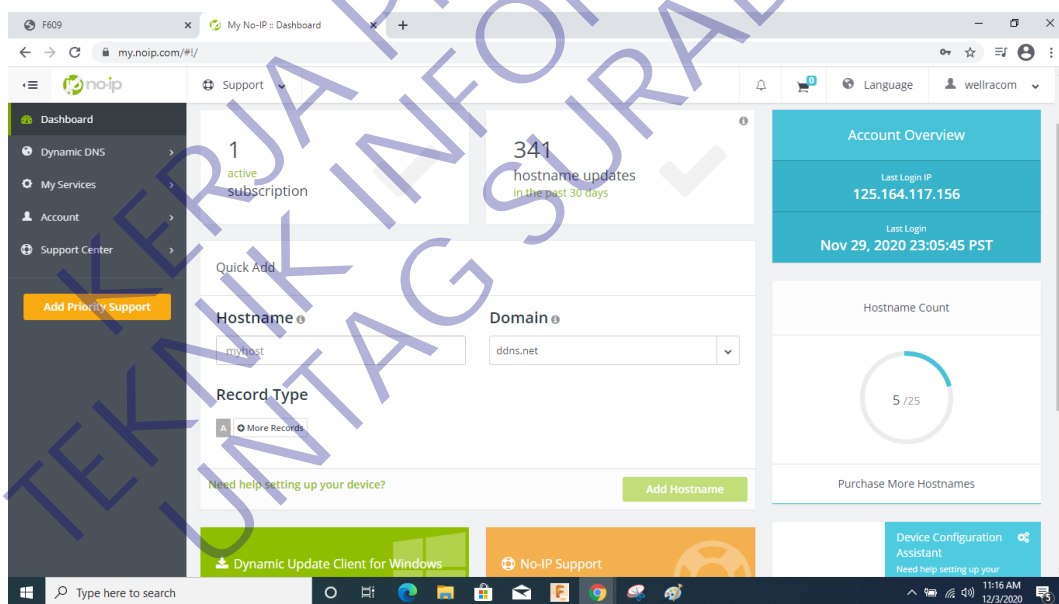 F609
My No-IP :: Dashboard
my.noip.com/#!/
no-ip
Support
0
Language
wellracom
Dashboard
Dynamic DNS
My Services
Account
Support Center
Add Priority Support
1
active
subscription
341
hostname updates
in the past 30 days
Account Overview
Last Login IP
125.164.117.156
Last Login
Nov 29, 2020 23:05:45 PST
Quick Add
Hostname
Domain
myhost
ddns.net
Record Type
A
More Records
Need help setting up your device?
Add Hostname
Hostname Count
5 /25
Purchase More Hostnames
Dynamic Update Client for Windows
No-IP Support
Device Configuration
Assistant
Need help setting up your
Type here to search
11:16 AM
12/3/2020
5
KERJA P
TEKNIK INFOR
UNTAG SURA